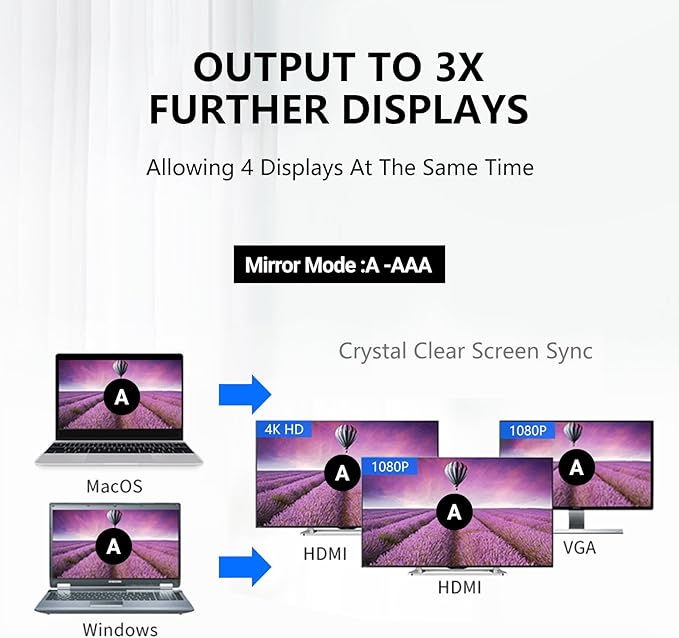 OUTPUT TO 3X
FURTHER DISPLAYS
Allowing 4 Displays At The Same Time
Mirror Mode :A -AAA
Crystal Clear Screen Sync
A
MacOS
4K HD
A
HDMI
1080P
A
HDMI
1080P
A
VGA
A
Windows